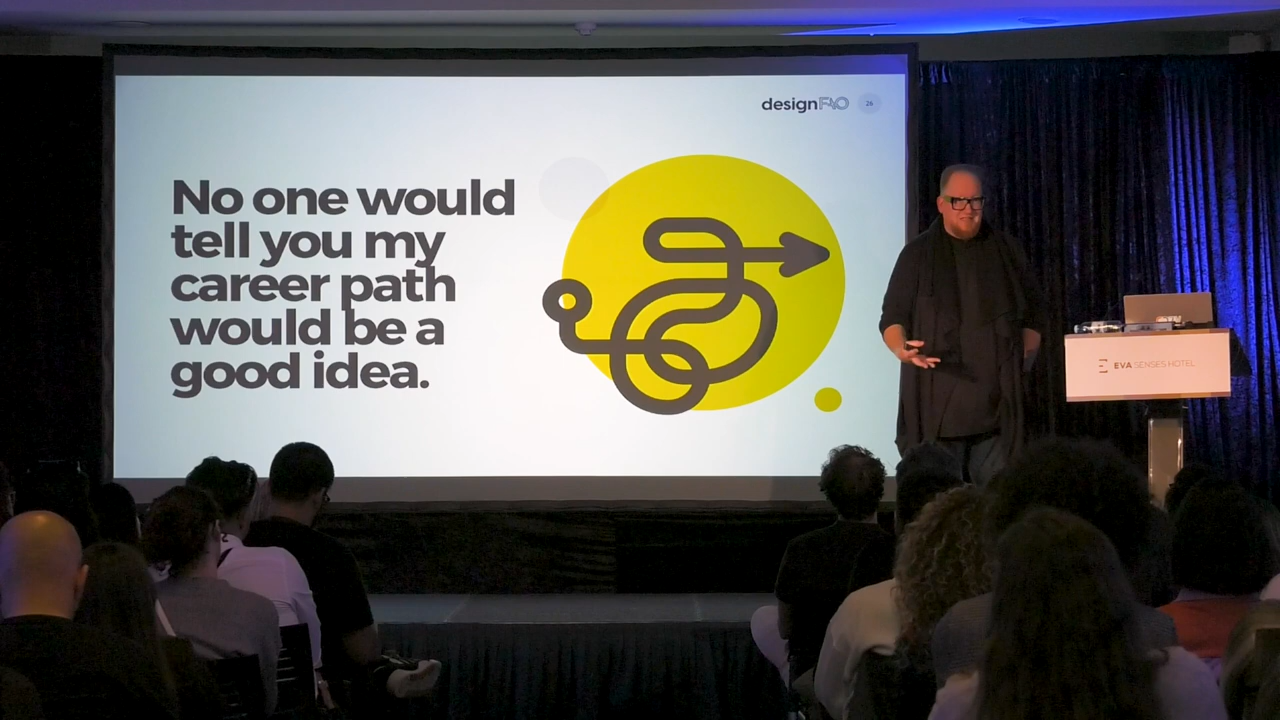 designFAO 26
No one would
tell you my
career path
would be a
good idea.
EVA SENSES HOTEL